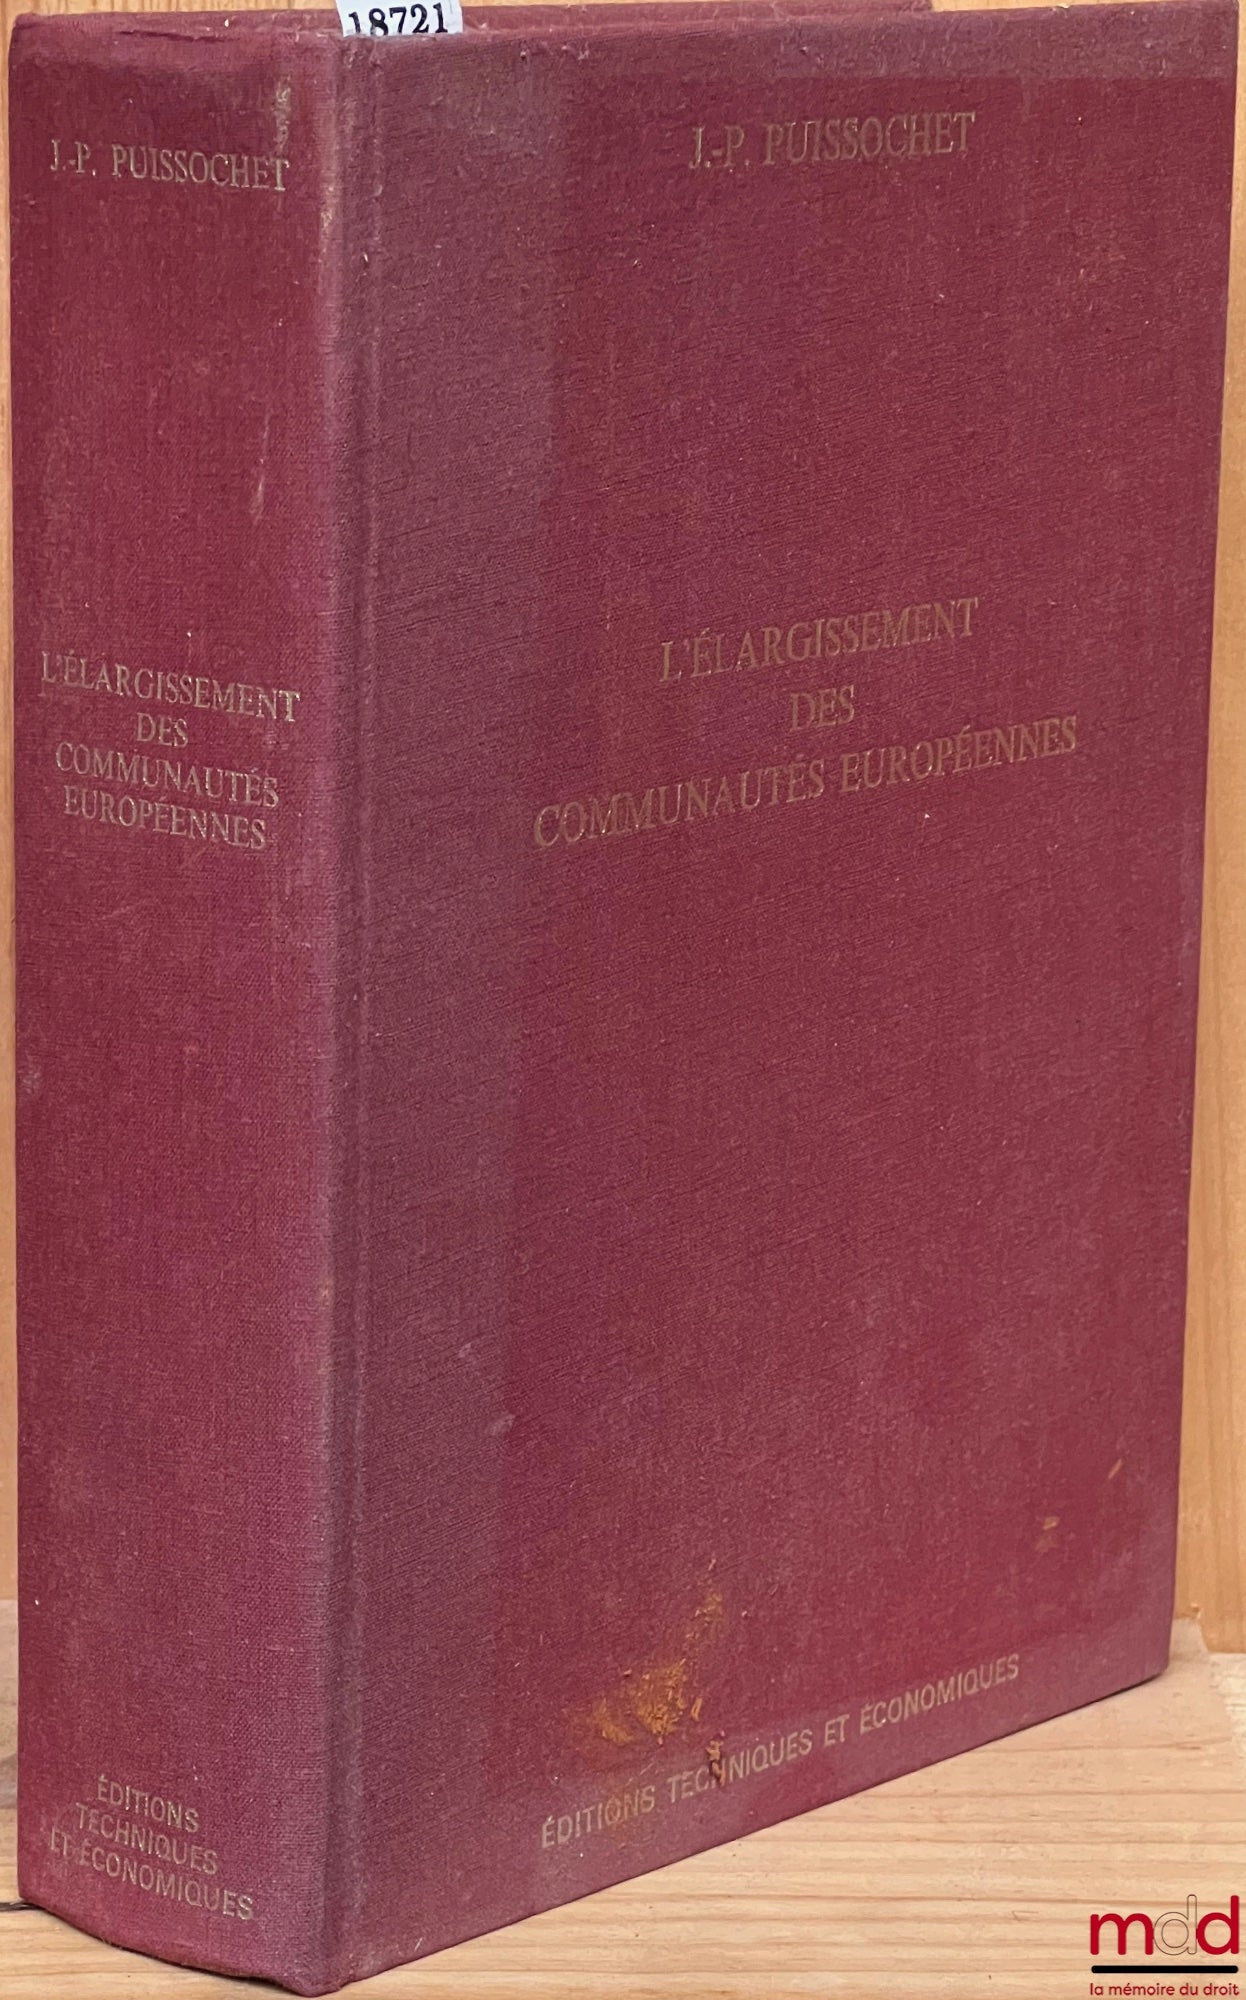 18721
J.-P. PUISSOCHET
L'ÉLARGISSEMENT
DES
COMMUNAUTÉS
EUROPÉENNES
ÉDITIONS
TECHNIQUES
ET ÉCONOMIQUES
J.-P. PUISSOCHET
L'ÉLARGISSEMENT
DES
COMMUNAUTÉS EUROPÉENNES
ÉDITIONS TECHNIQUES ET ÉCONOMIQUES
mdd
la mémoire du droit